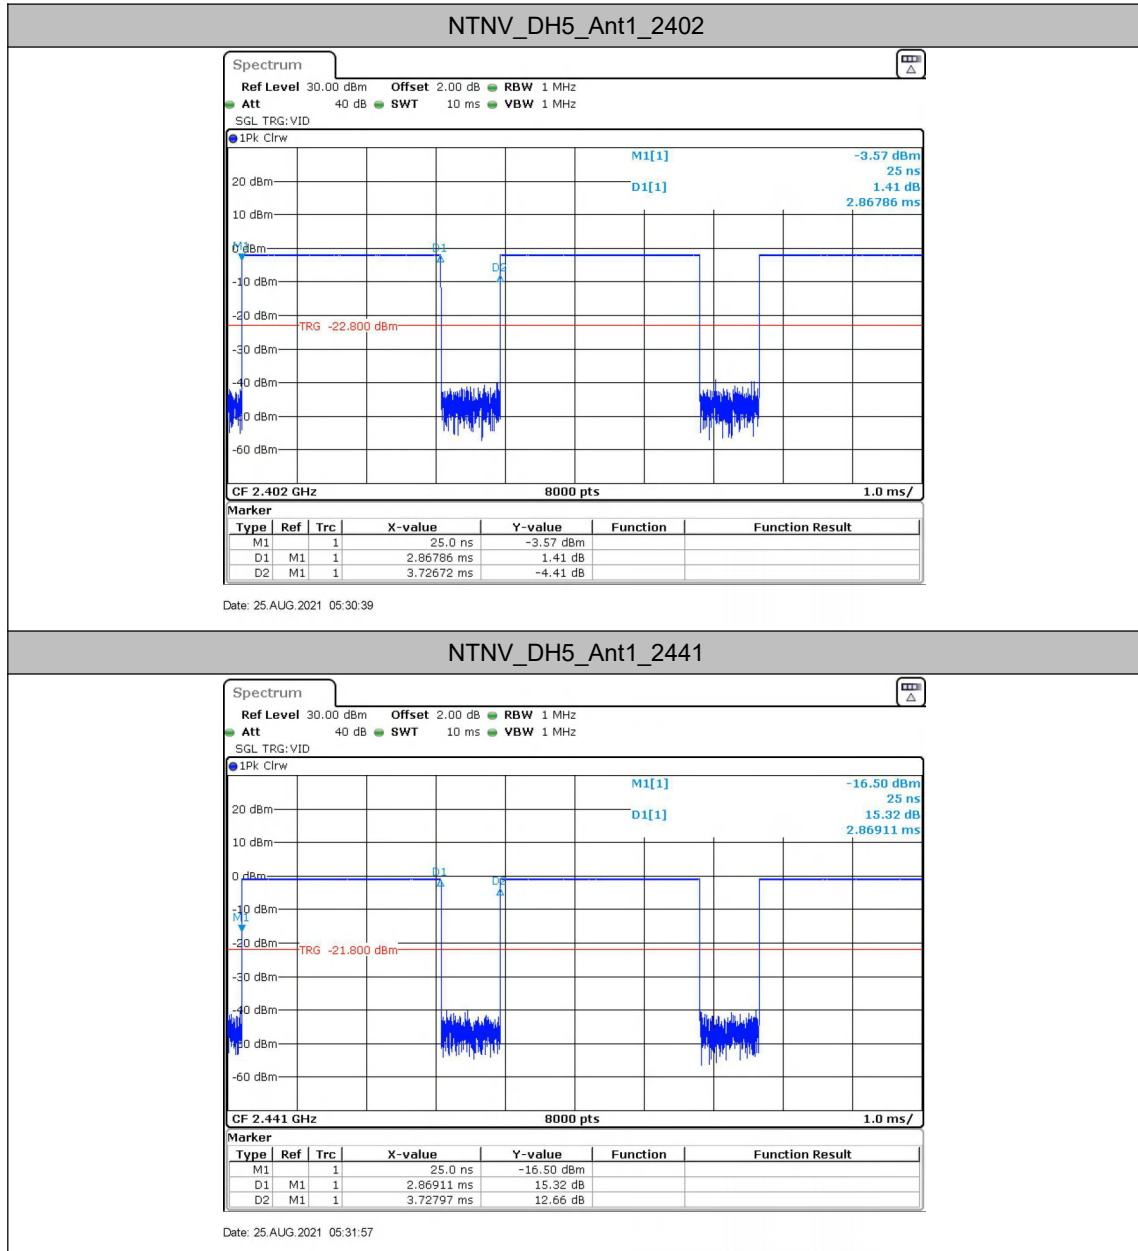 NTNV_DH5_Ant1_2402
Spectrum
Ref Level 30.00 dBm Offset 2.00 dB RBW 1 MHz
Att 40 dB SWT 10 ms VBW 1 MHz
SGL TRG:VID
1Pk Clrw
M1[1] -3.57 dBm
25 ns
20 dBm
D1[1] 1.41 dB
2.86786 ms
10 dBm
M1
D1
0 dBm
D2
-10 dBm
-20 dBm
TRG -22.800 dBm
-30 dBm
-40 dBm
-60 dBm
CF 2.402 GHz 8000 pts 1.0 ms/
Marker
Type Ref Trc X-value Y-value Function Function Result
M1 1 25.0 ns -3.57 dBm
D1 M1 1 2.86786 ms 1.41 dB
D2 M1 1 3.72672 ms -4.41 dB
Date: 25.AUG.2021 05:30:39
NTNV_DH5_Ant1_2441
Spectrum
Ref Level 30.00 dBm Offset 2.00 dB RBW 1 MHz
Att 40 dB SWT 10 ms VBW 1 MHz
SGL TRG:VID
1Pk Clrw
M1[1] -16.50 dBm
25 ns
20 dBm
D1[1] 15.32 dB
2.86911 ms
10 dBm
D1
0 dBm
D2
-10 dBm
M1
-20 dBm
TRG -21.800 dBm
-30 dBm
-40 dBm
-50 dBm
-60 dBm
CF 2.441 GHz 8000 pts 1.0 ms/
Marker
Type Ref Trc X-value Y-value Function Function Result
M1 1 25.0 ns -16.50 dBm
D1 M1 1 2.86911 ms 15.32 dB
D2 M1 1 3.72797 ms 12.66 dB
Date: 25.AUG.2021 05:31:57